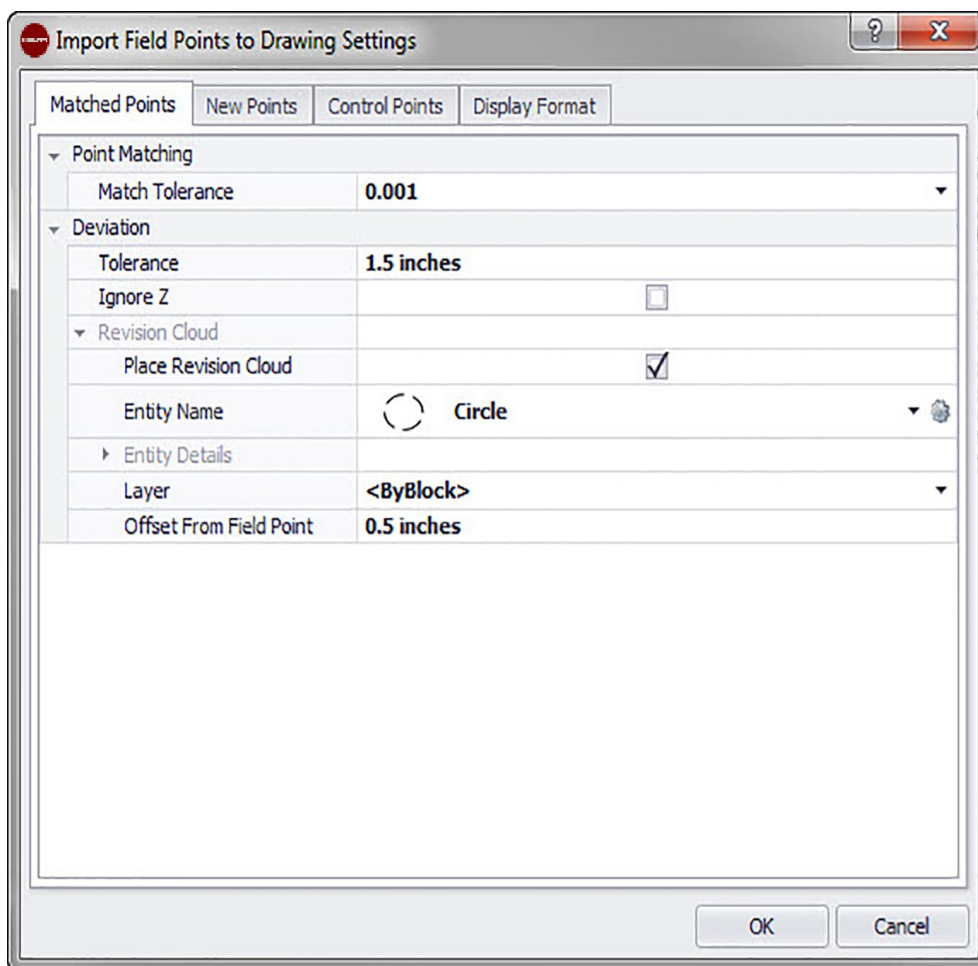 Import Field Points to Drawing Settings
Matched Points New Points Control Points Display Format
Point Matching
Match Tolerance 0.001
Deviation
Tolerance 1.5 inches
Ignore Z
Revision Cloud
Place Revision Cloud
Entity Name Circle
Entity Details
Layer <ByBlock>
Offset From Field Point 0.5 inches
OK Cancel